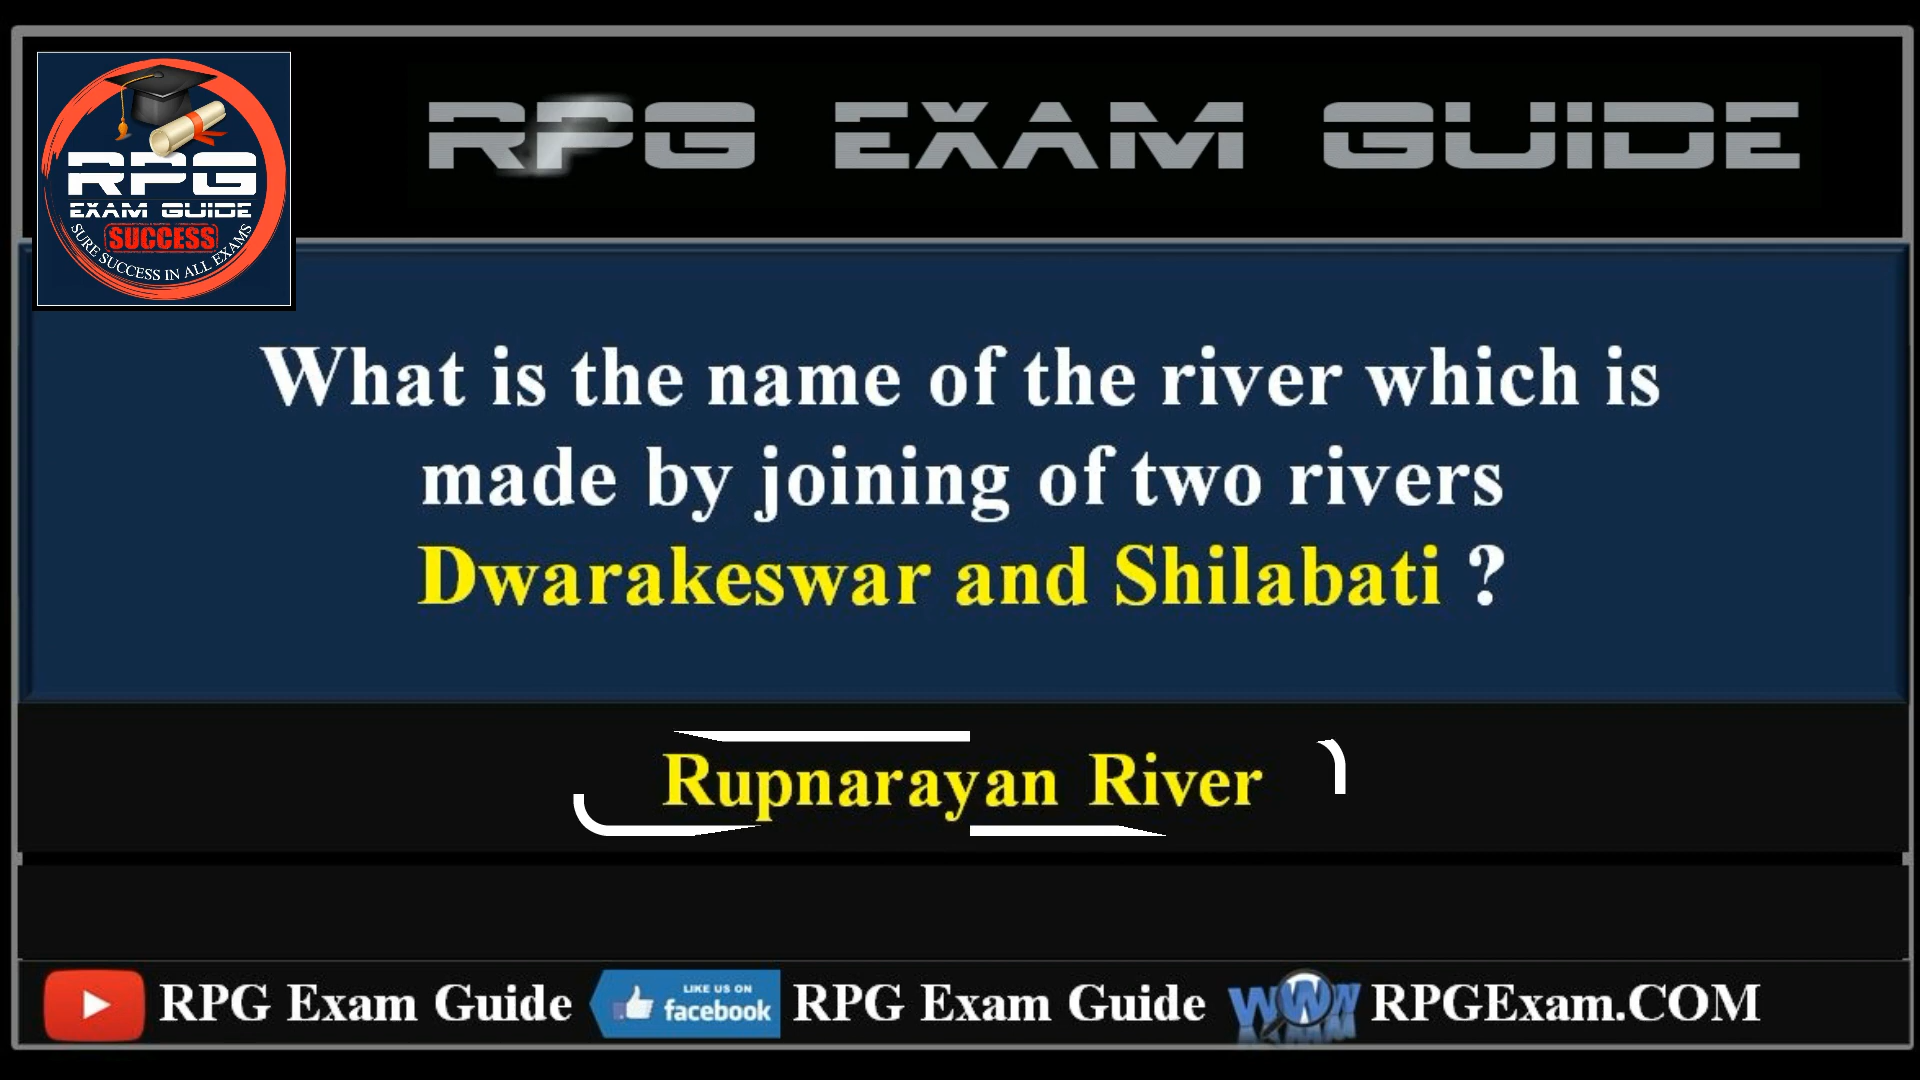 RPG EXAM GUIDE
RPG
EXAM GUIDE
SUCCESS
SURE SUCCESS IN ALL EXAMS
What is the name of the river which is
made by joining of two rivers
Dwarakeswar and Shilabati ?
Rupnarayan River
RPG Exam Guide LIKE US ON facebook RPG Exam Guide WWW RPGExam.COM